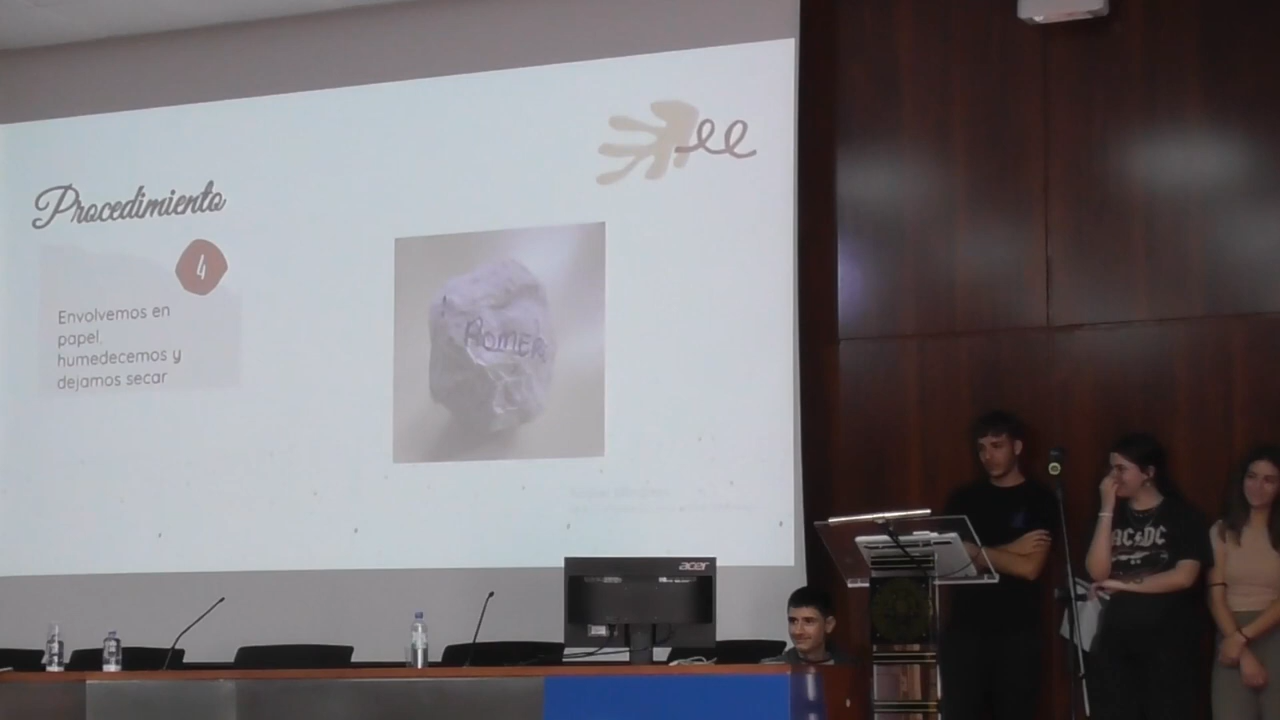 Procedimiento
4
Envolvemos en
papel,
humedecemos y
dejamos secar
ROMER
acer
AC DC